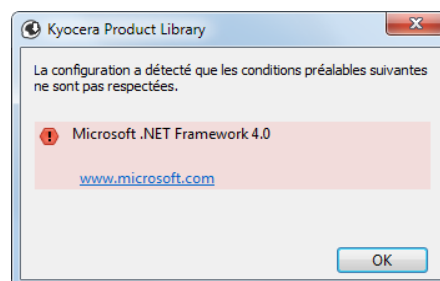 Kyocera Product Library
La configuration a détecté que les conditions préalables suivantes
ne sont pas respectées.
Microsoft .NET Framework 4.0
www.microsoft.com
OK